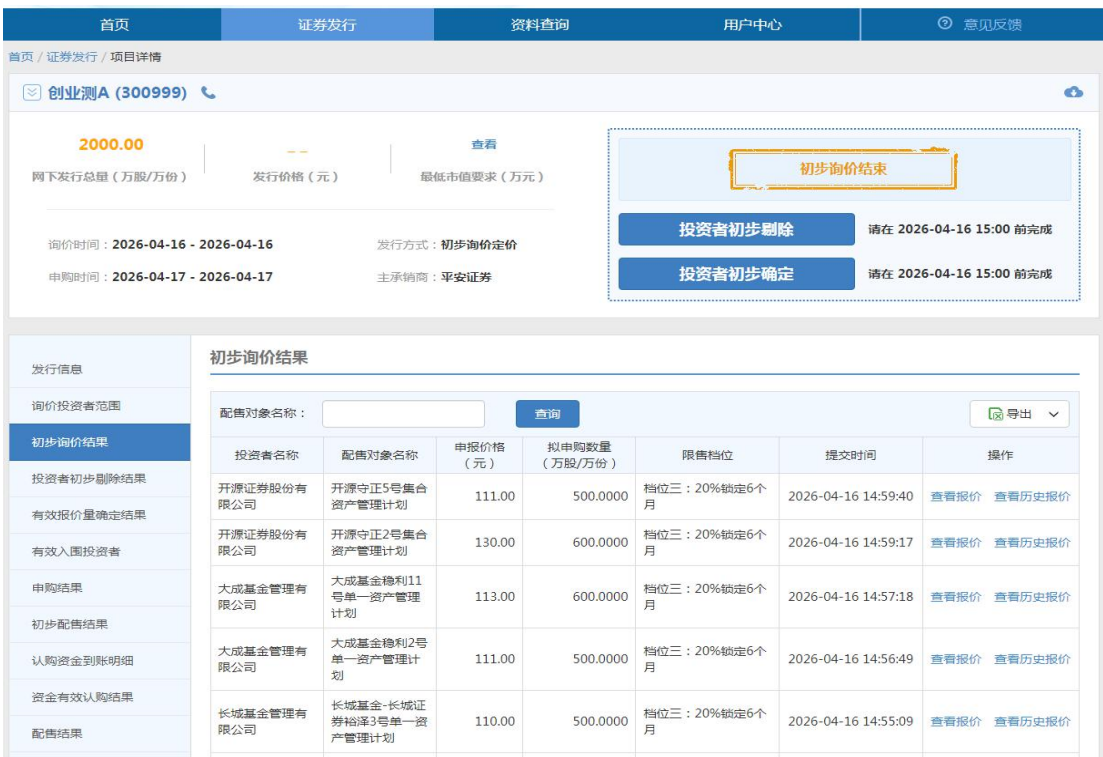 首页 证券发行 资料查询 用户中心 意见反馈
首页 / 证券发行 / 项目详情
创业测A (300999)
2000.00 -- 查看
网下发行总量（万股/万份） 发行价格（元） 最低市值要求（万元）
初步询价结束
投资者初步剔除 请在 2026-04-16 15:00 前完成
询价时间：2026-04-16 - 2026-04-16 发行方式：初步询价定价
投资者初步确定 请在 2026-04-16 15:00 前完成
申购时间：2026-04-17 - 2026-04-17 主承销商：平安证券
发行信息
询价投资者范围
初步询价结果
投资者初步剔除结果
有效报价量确定结果
有效入围投资者
申购结果
初步配售结果
认购资金到账明细
资金有效认购结果
配售结果
初步询价结果
配售对象名称： 查询 导出
投资者名称 配售对象名称 申报价格（元） 拟申购数量（万股/万份） 限售档位 提交时间 操作
开源证券股份有限公司 开源守正5号集合资产管理计划 111.00 500.0000 档位三：20%锁定6个月 2026-04-16 14:59:40 查看报价 查看历史报价
开源证券股份有限公司 开源守正2号集合资产管理计划 130.00 600.0000 档位三：20%锁定6个月 2026-04-16 14:59:17 查看报价 查看历史报价
大成基金管理有限公司 大成基金稳利11号单一资产管理计划 113.00 600.0000 档位三：20%锁定6个月 2026-04-16 14:57:18 查看报价 查看历史报价
大成基金管理有限公司 大成基金稳利2号单一资产管理计划 111.00 500.0000 档位三：20%锁定6个月 2026-04-16 14:56:49 查看报价 查看历史报价
长城基金管理有限公司 长城基金-长城证券裕泽3号单一资产管理计划 110.00 500.0000 档位三：20%锁定6个月 2026-04-16 14:55:09 查看报价 查看历史报价